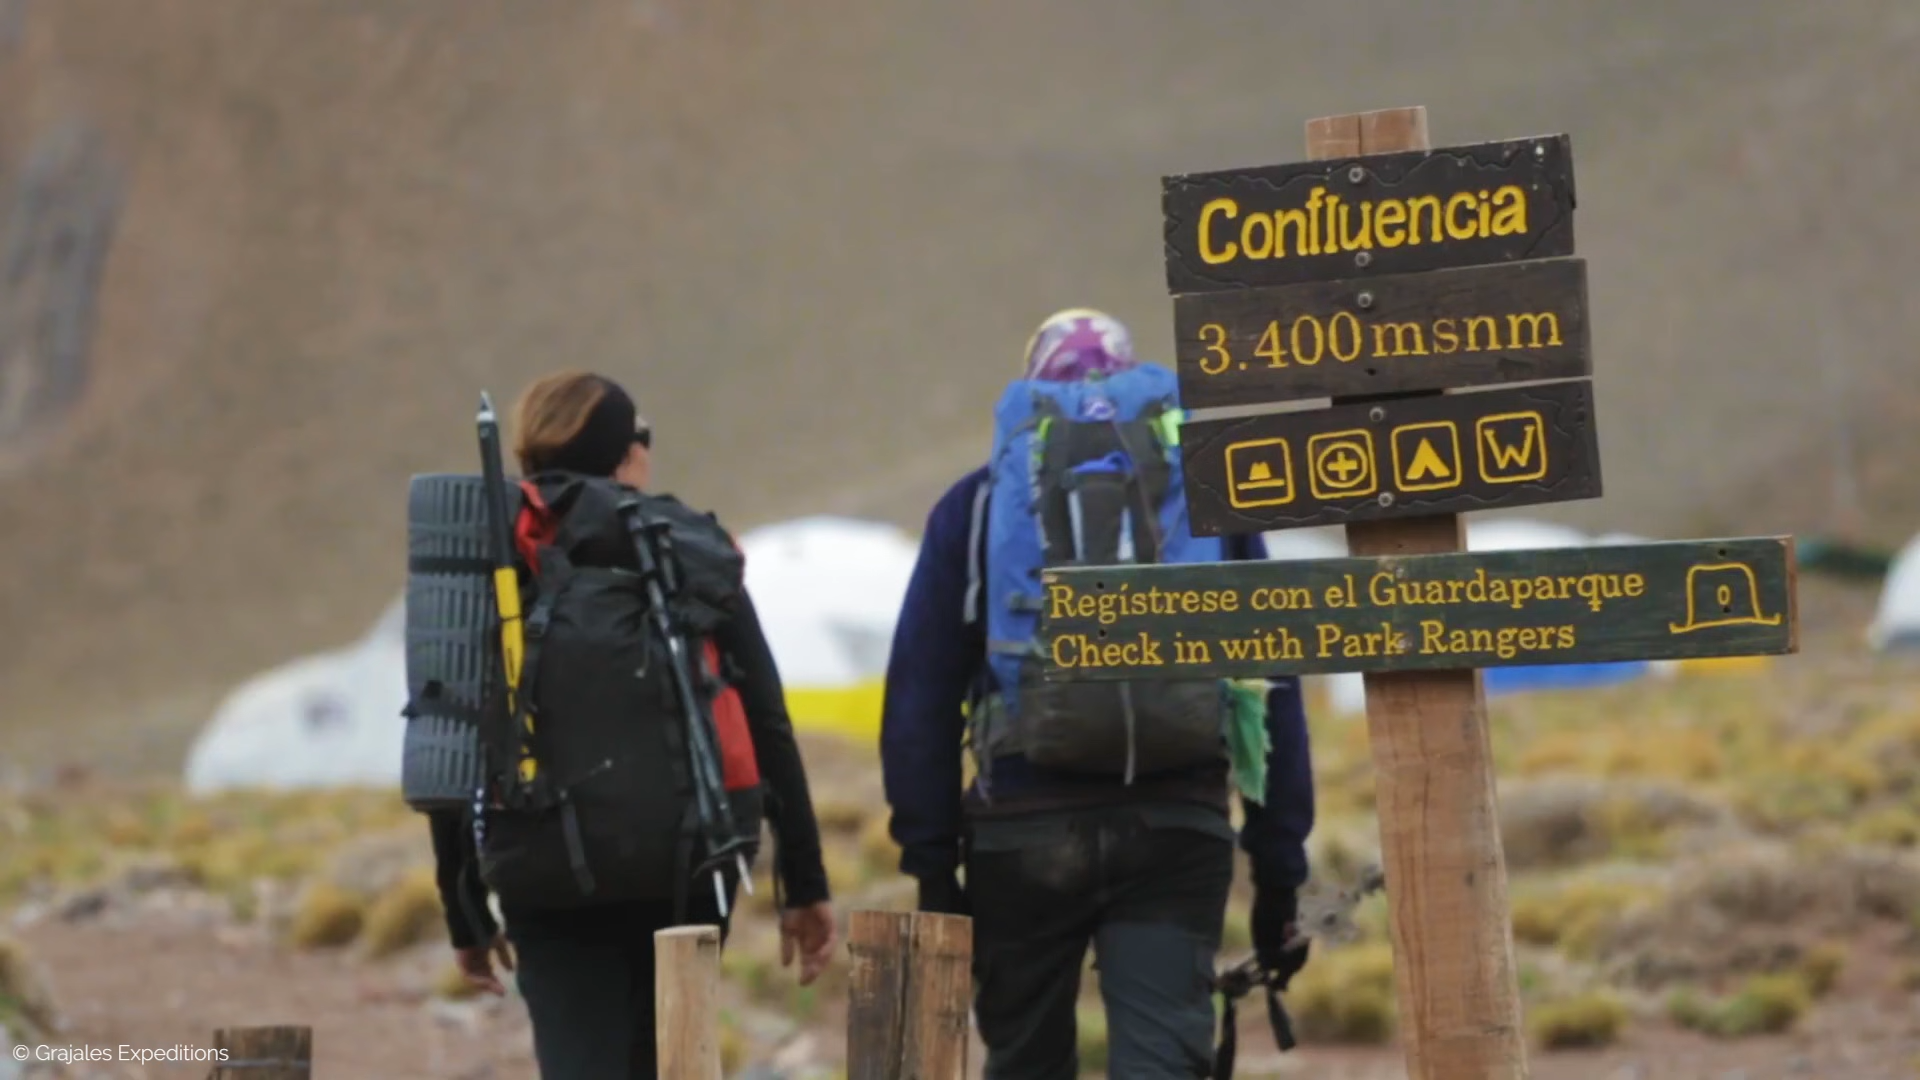 Confluencia
3.400msnm
W
Regístrese con el Guardaparque
Check in with Park Rangers
© Grajales Expeditions